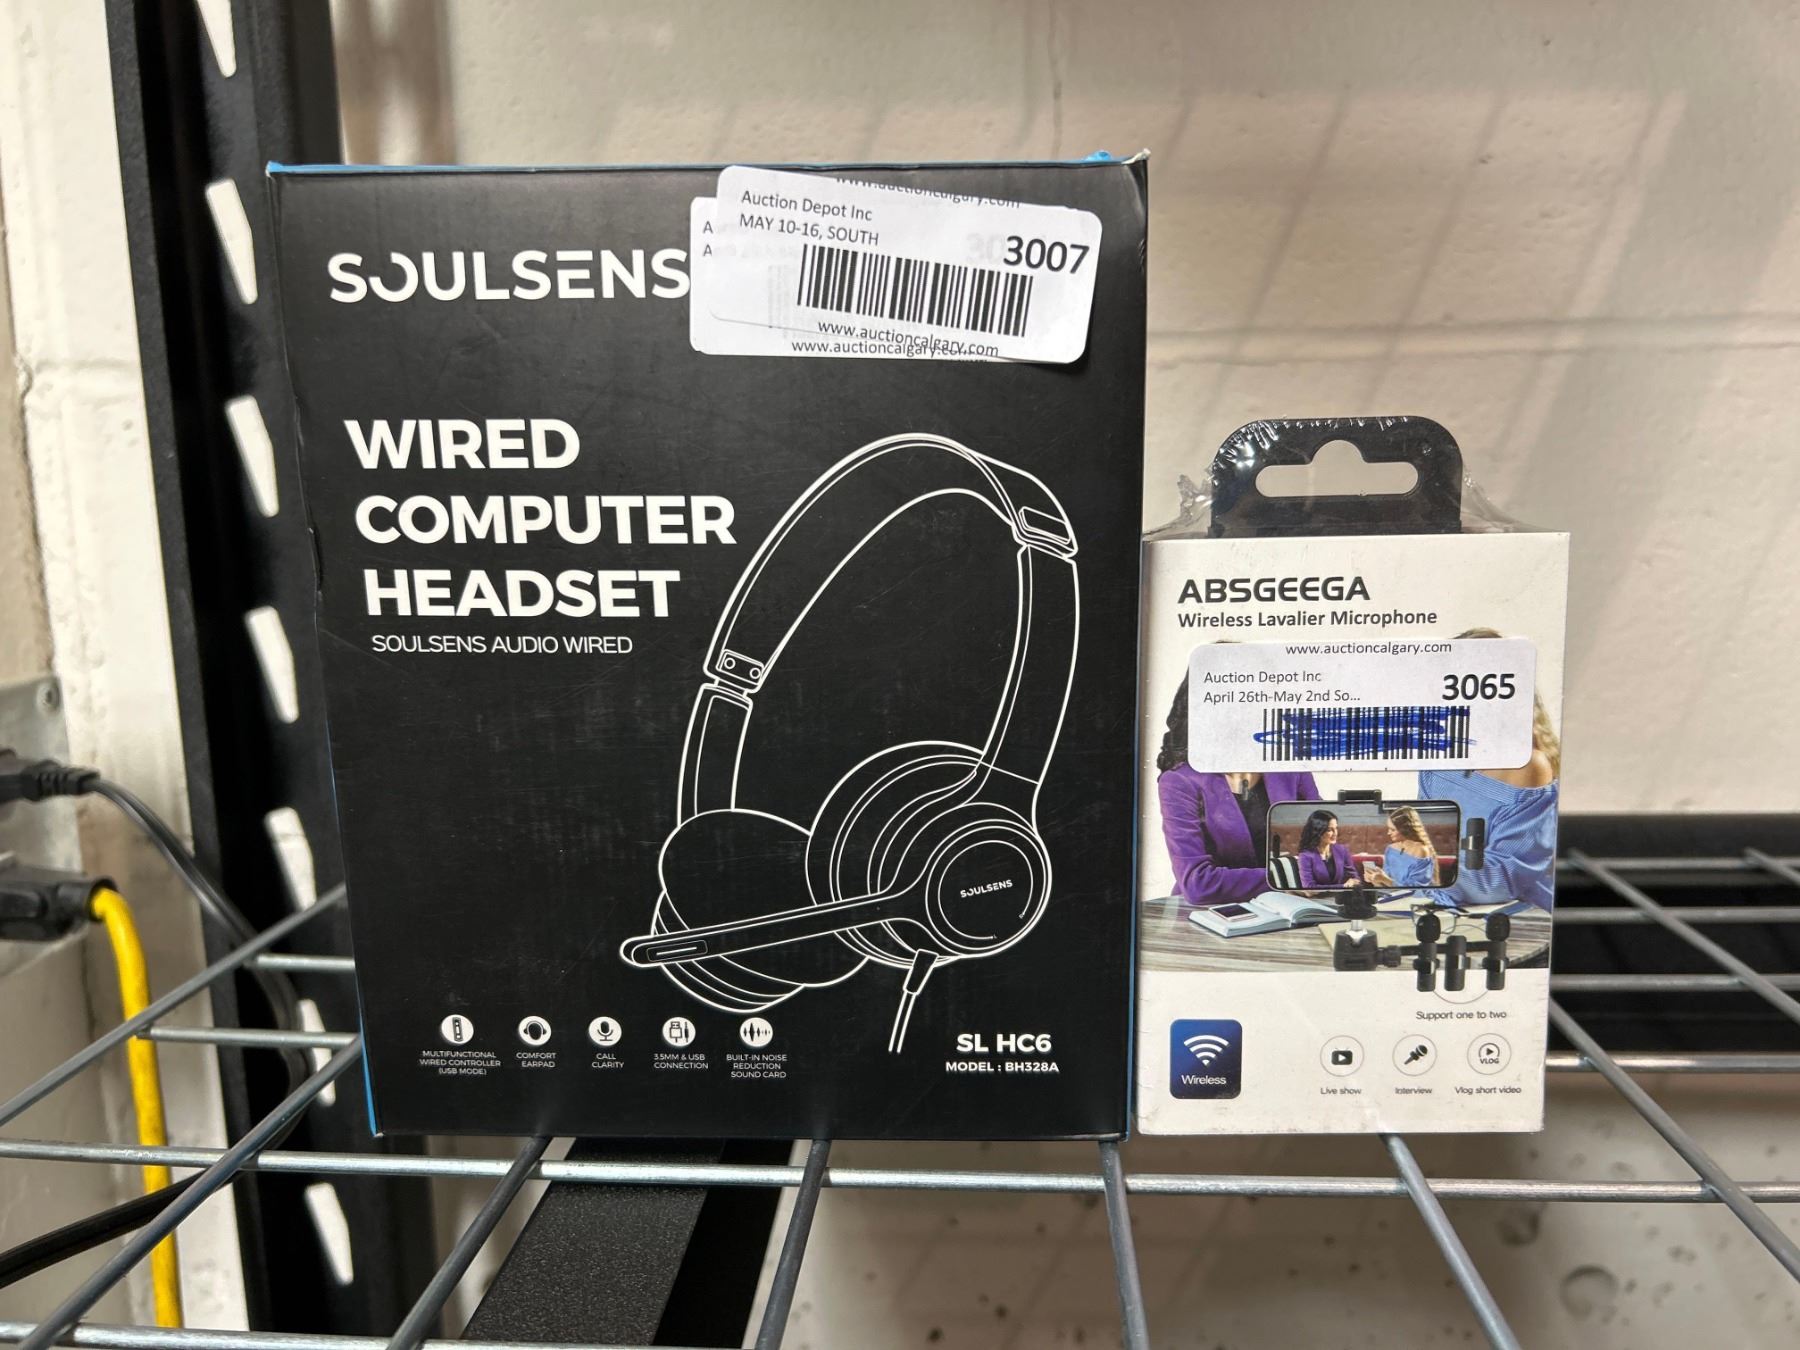 Auction Depot Inc
MAY 10-16, SOUTH
3007
www.auctioncalgary.com
www.auctioncalgary.com
SOULSENS
WIRED
COMPUTER
HEADSET
SOULSENS AUDIO WIRED
SOULSENS
MULTIFUNCTIONAL
WIRED CONTROLLER
(USB MODE)
COMFORT
EARPAD
CALL
CLARITY
3.5MM & USB
CONNECTION
BUILT-IN NOISE
REDUCTION
SOUND CARD
SL HC6
MODEL : BH328A
ABSGEEGA
Wireless Lavalier Microphone
www.auctioncalgary.com
Auction Depot Inc
April 26th-May 2nd So...
3065
Support one to two
Wireless
Live show
Interview
VLOG
Vlog short video